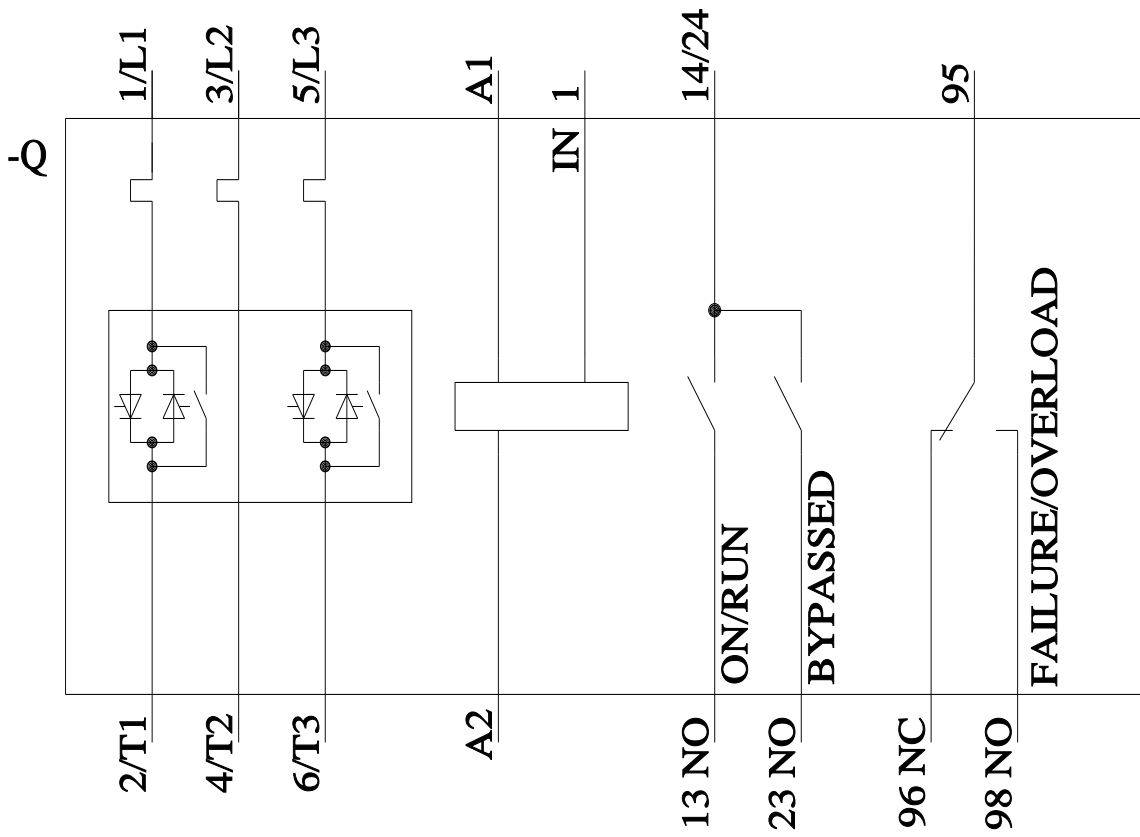 1/L1
3/L2
5/L3
A1
1
14/24
95
-Q
IN
ON/RUN
BYPASSED
FAILURE/OVERLOAD
2/T1
4/T2
6/T3
A2
13 NO
23 NO
96 NC
98 NO